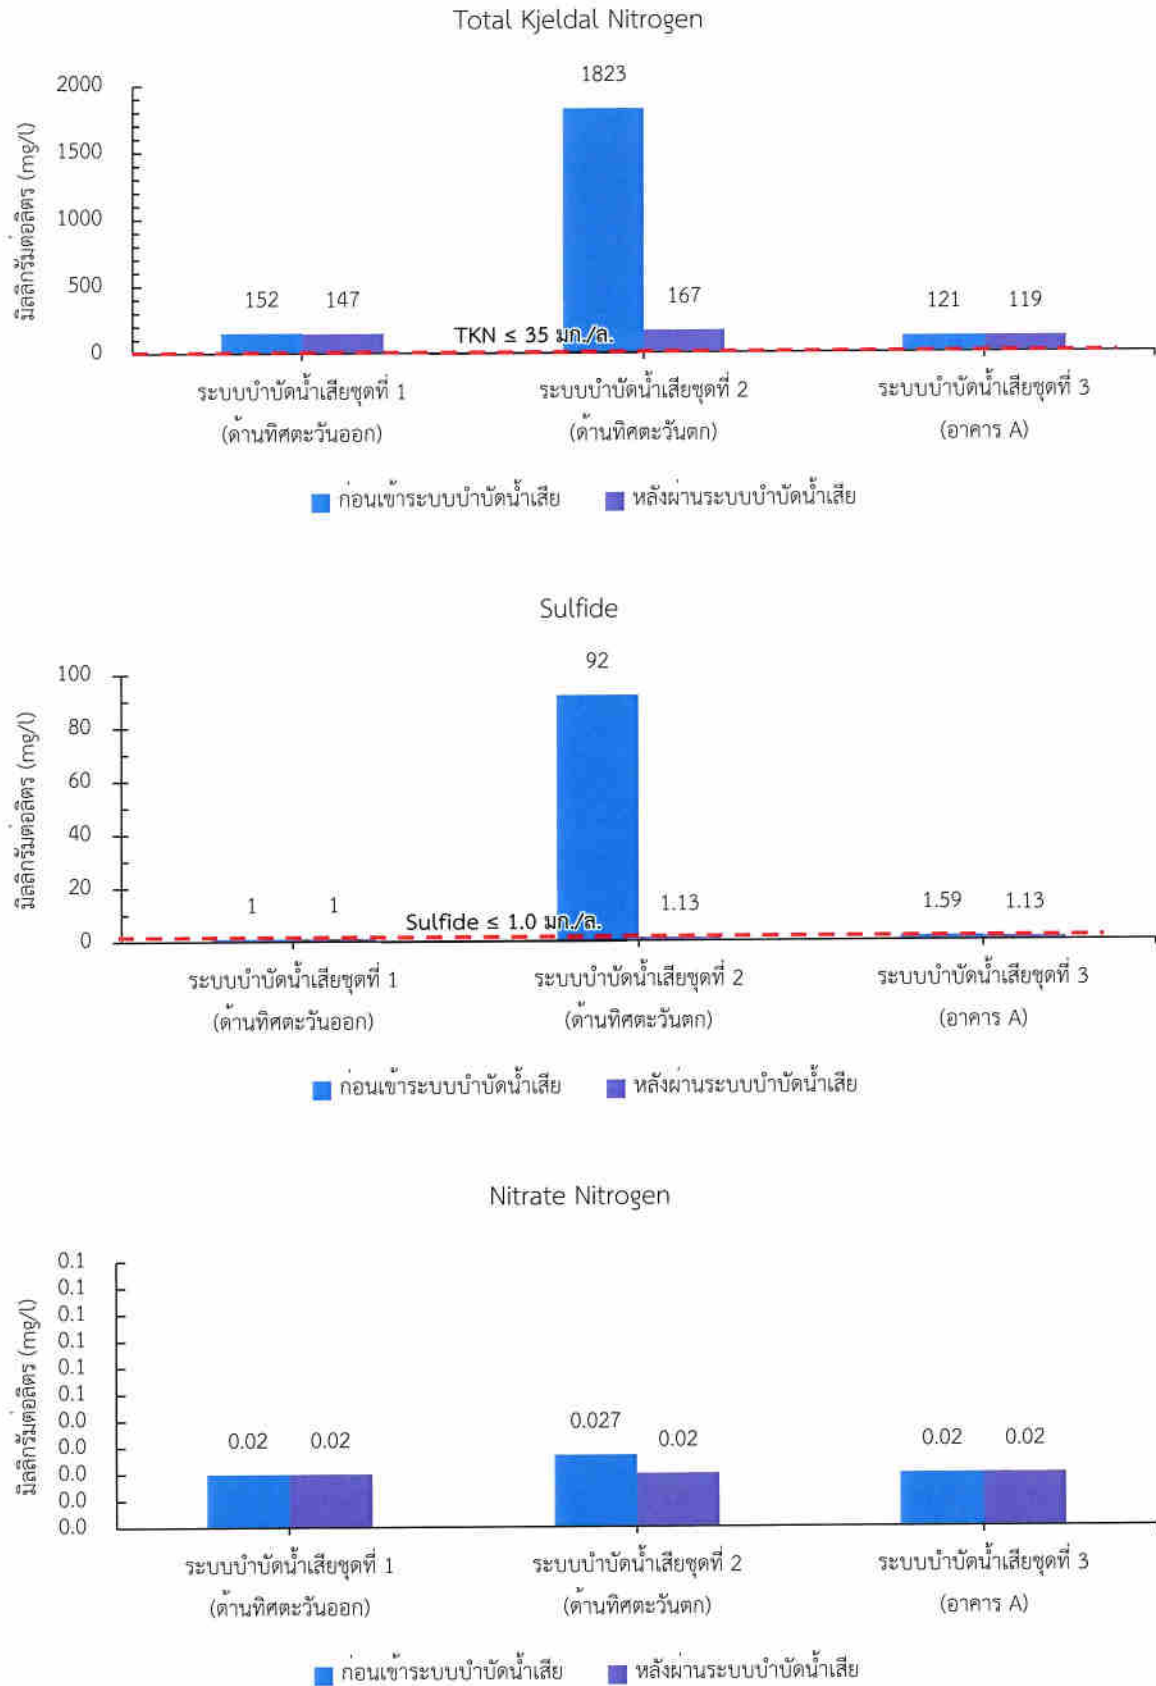 Total Kjeldal Nitrogen
มิลลิกรัมต่อลิตร (mg/l)
2000
1500
1000
500
0
152
147
1823
167
121
119
TKN ≤ 35 มก./ล.
ระบบบำบัดน้ำเสียชุดที่ 1
(ด้านทิศตะวันออก)
ระบบบำบัดน้ำเสียชุดที่ 2
(ด้านทิศตะวันตก)
ระบบบำบัดน้ำเสียชุดที่ 3
(อาคาร A)
ก่อนเข้าระบบบำบัดน้ำเสีย
หลังผ่านระบบบำบัดน้ำเสีย
Sulfide
มิลลิกรัมต่อลิตร (mg/l)
100
80
60
40
20
0
1
1
92
1.13
1.59
1.13
Sulfide ≤ 1.0 มก./ล.
ระบบบำบัดน้ำเสียชุดที่ 1
(ด้านทิศตะวันออก)
ระบบบำบัดน้ำเสียชุดที่ 2
(ด้านทิศตะวันตก)
ระบบบำบัดน้ำเสียชุดที่ 3
(อาคาร A)
ก่อนเข้าระบบบำบัดน้ำเสีย
หลังผ่านระบบบำบัดน้ำเสีย
Nitrate Nitrogen
มิลลิกรัมต่อลิตร (mg/l)
0.1
0.1
0.1
0.1
0.1
0.1
0.0
0.0
0.0
0.0
0.0
0.02
0.02
0.027
0.02
0.02
0.02
ระบบบำบัดน้ำเสียชุดที่ 1
(ด้านทิศตะวันออก)
ระบบบำบัดน้ำเสียชุดที่ 2
(ด้านทิศตะวันตก)
ระบบบำบัดน้ำเสียชุดที่ 3
(อาคาร A)
ก่อนเข้าระบบบำบัดน้ำเสีย
หลังผ่านระบบบำบัดน้ำเสีย